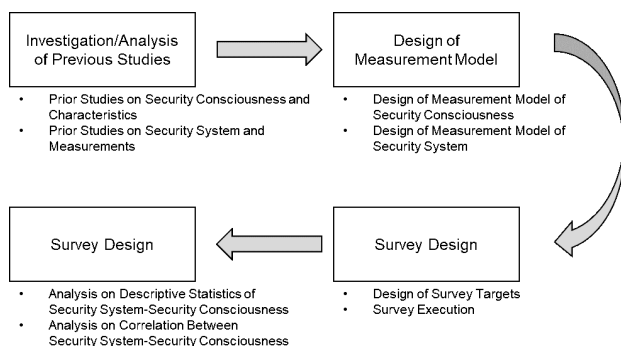 Investigation/Analysis
of Previous Studies
• Prior Studies on Security Consciousness and
Characteristics
• Prior Studies on Security System and
Measurements
Design of
Measurement Model
• Design of Measurement Model of
Security Consciousness
• Design of Measurement Model of
Security System
Survey Design
• Design of Survey Targets
• Survey Execution
Survey Design
• Analysis on Descriptive Statistics of
Security System-Security Consciousness
• Analysis on Correlation Between
Security System-Security Consciousness